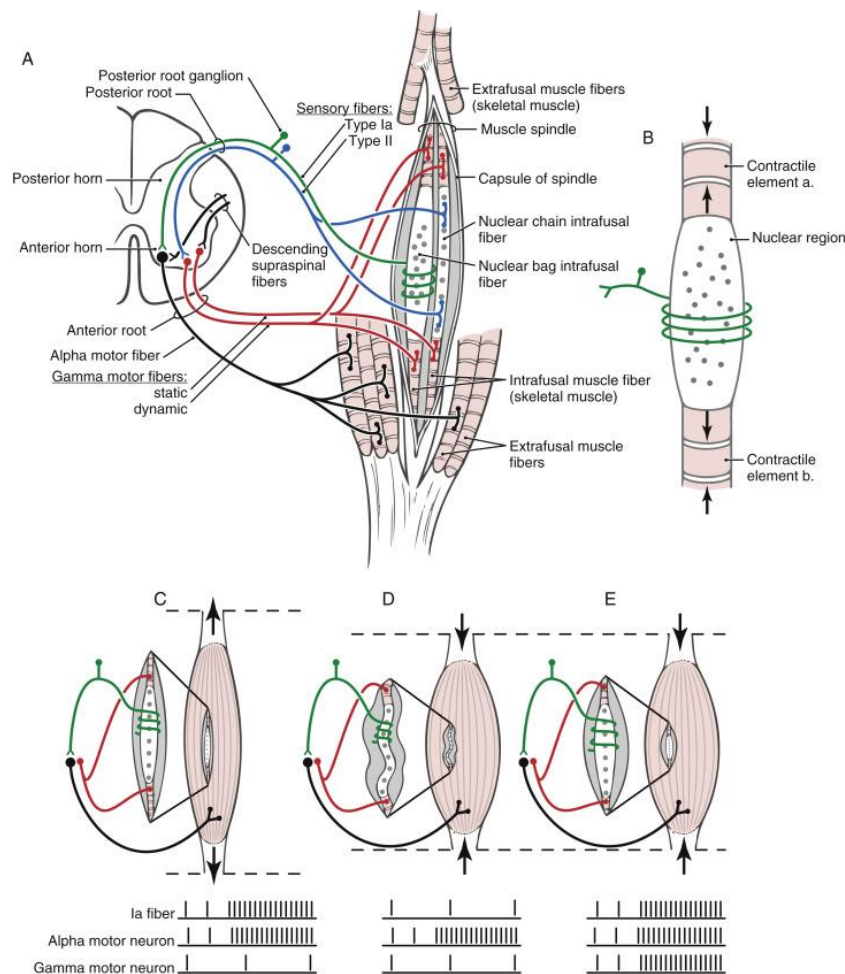 A
Posterior root ganglion
Posterior root
Sensory fibers:
Type Ia
Type II
Posterior horn
Anterior horn
Descending
supraspinal
fibers
Anterior root
Alpha motor fiber
Gamma motor fibers:
static
dynamic
Extrafusal muscle fibers
(skeletal muscle)
Muscle spindle
Capsule of spindle
Nuclear chain intrafusal
fiber
Nuclear bag intrafusal
fiber
Intrafusal muscle fiber
(skeletal muscle)
Extrafusal muscle
fibers
B
Contractile
element a.
Nuclear region
Contractile
element b.
C
D
E
Ia fiber
Alpha motor neuron
Gamma motor neuron